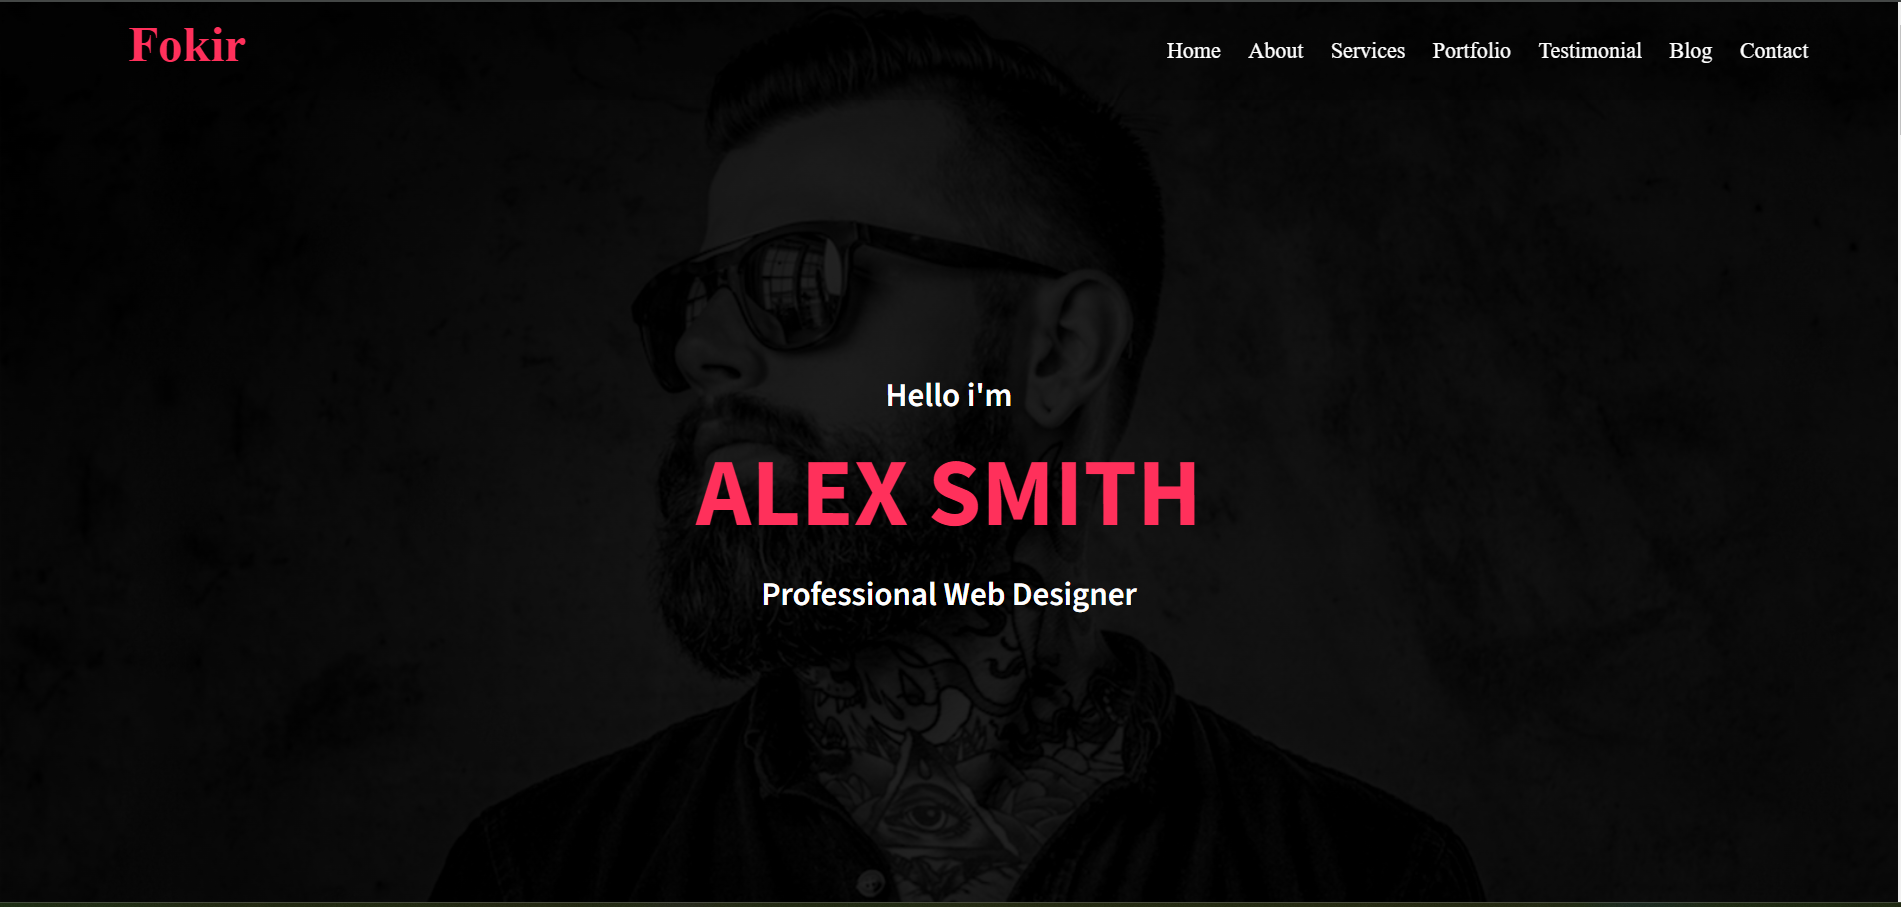 Fokir
Home About Services Portfolio Testimonial Blog Contact
Hello i'm
ALEX SMITH
Professional Web Designer